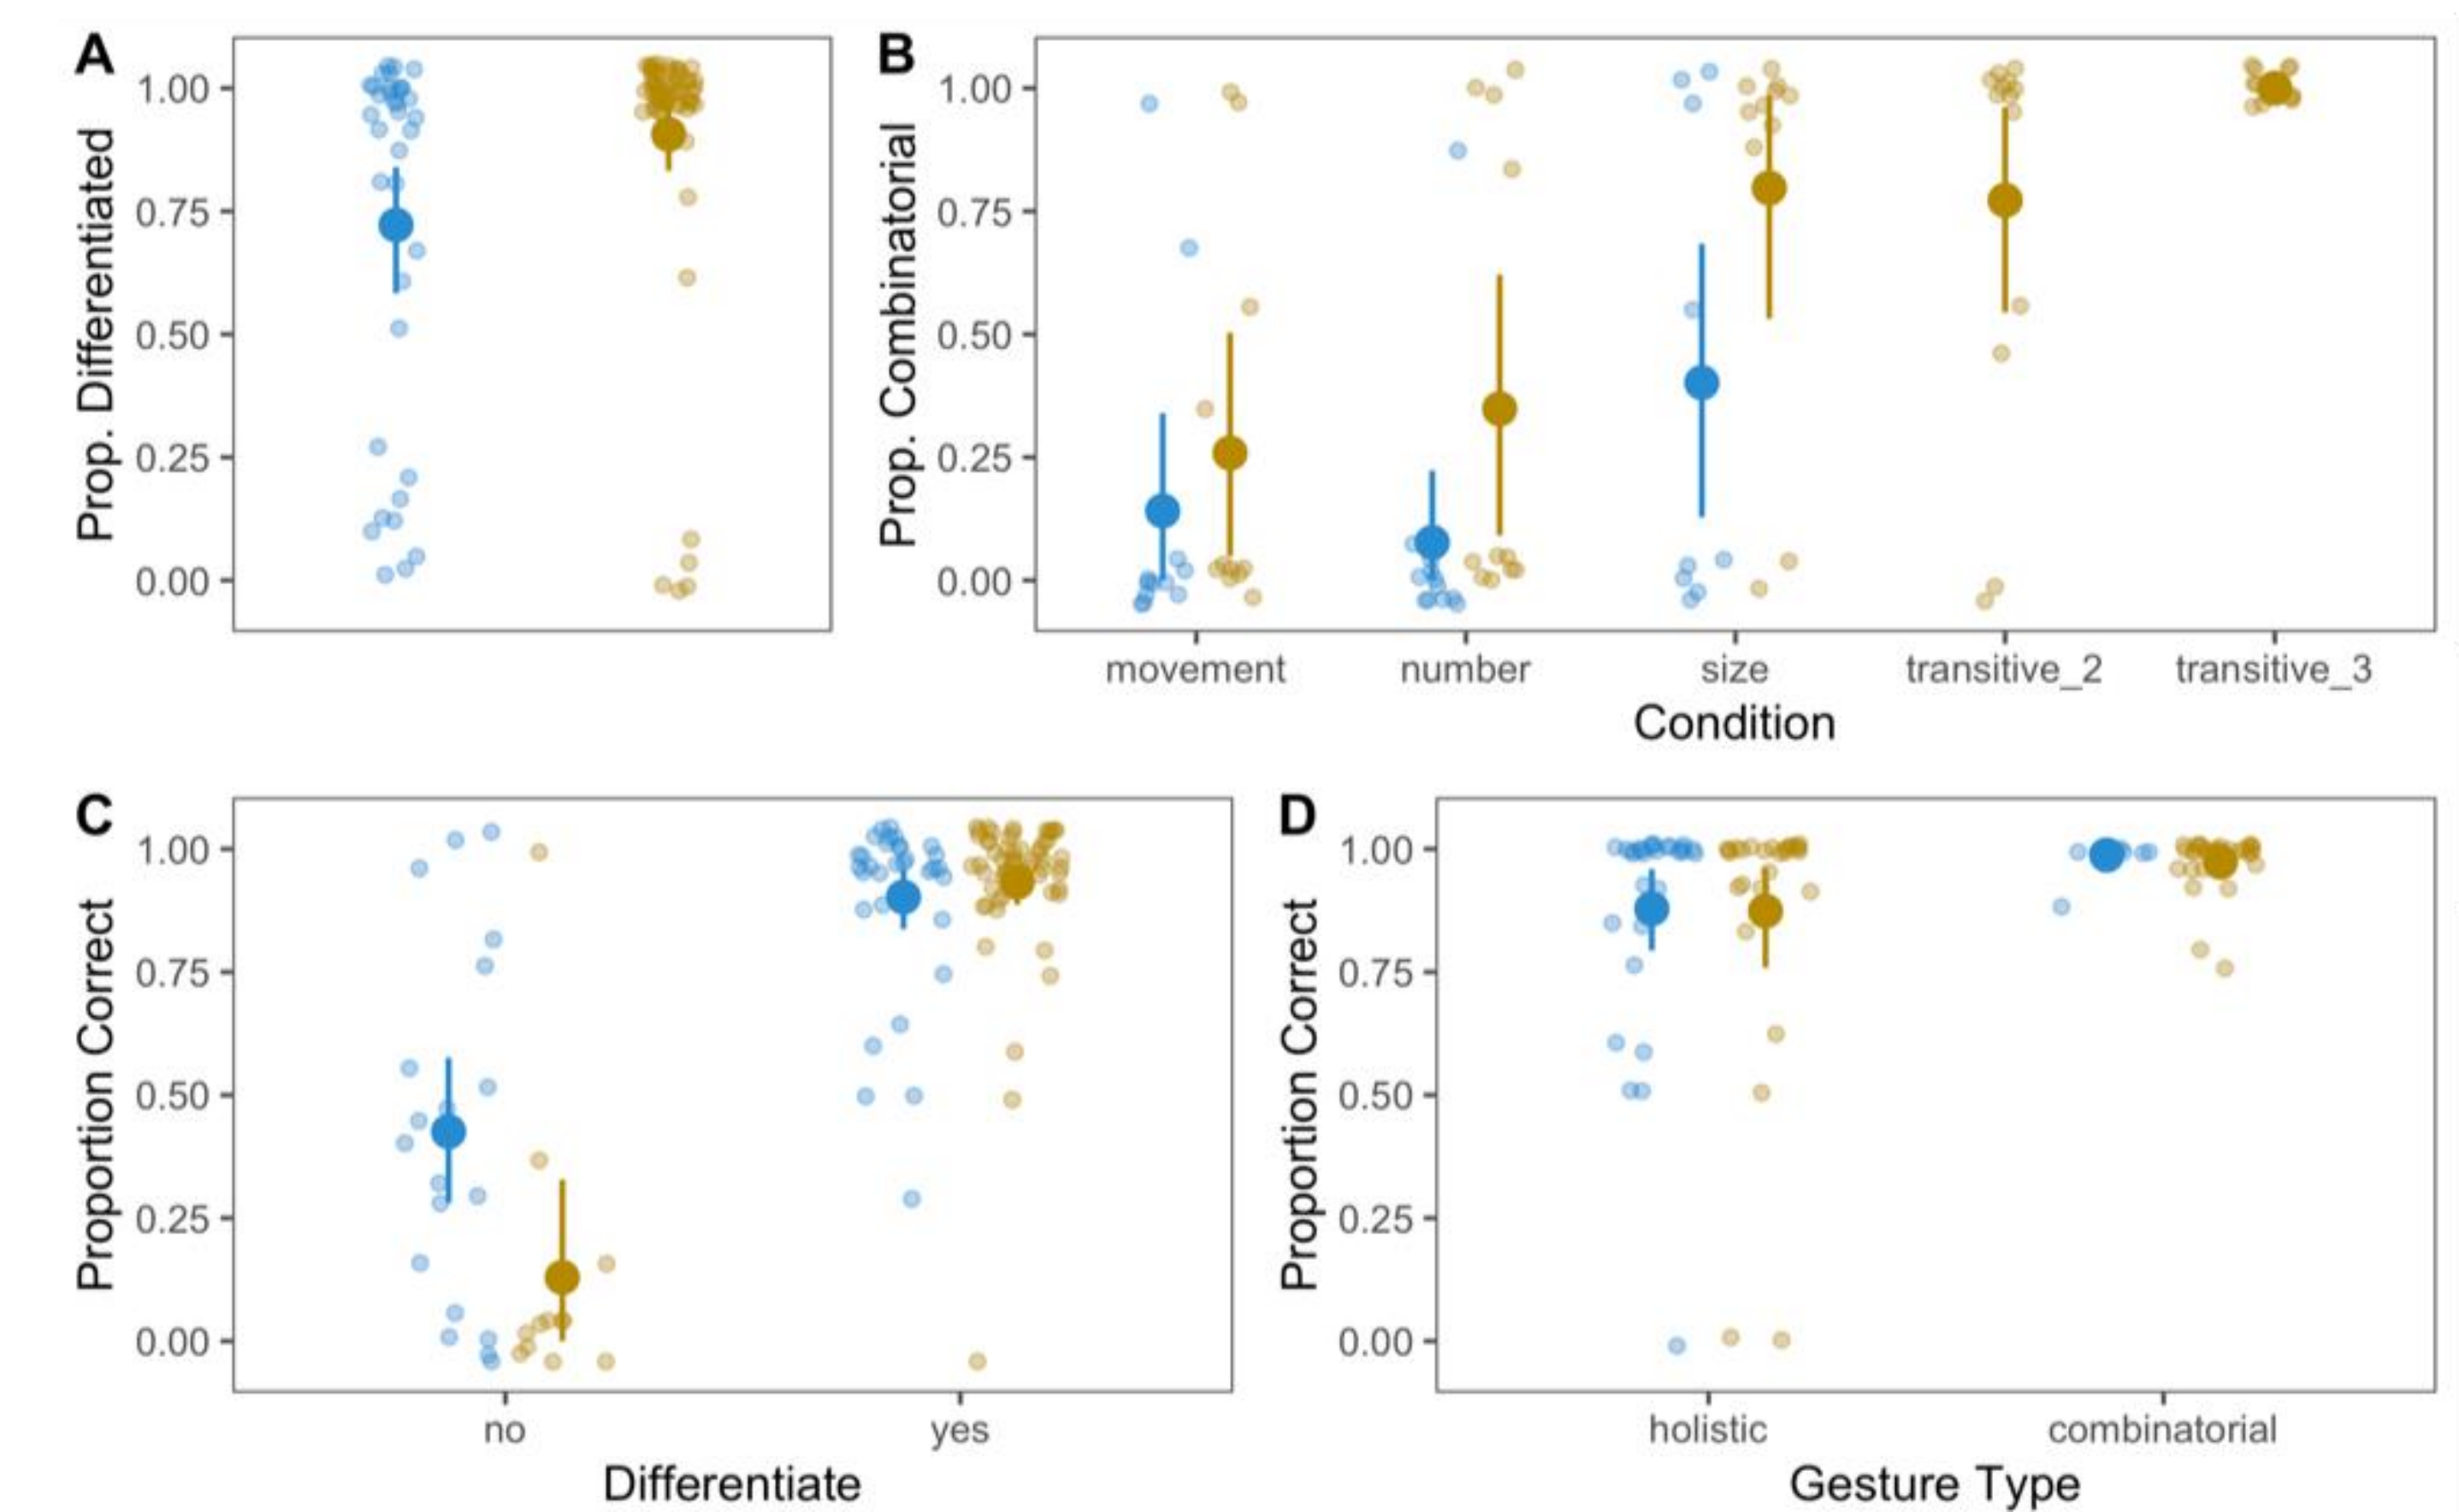 A
Prop. Differentiated
1.00
0.75
0.50
0.25
0.00
B
Prop. Combinatorial
1.00
0.75
0.50
0.25
0.00
movement number size transitive_2 transitive_3
Condition
C
Proportion Correct
1.00
0.75
0.50
0.25
0.00
no yes
Differentiate
D
Proportion Correct
1.00
0.75
0.50
0.25
0.00
holistic combinatorial
Gesture Type